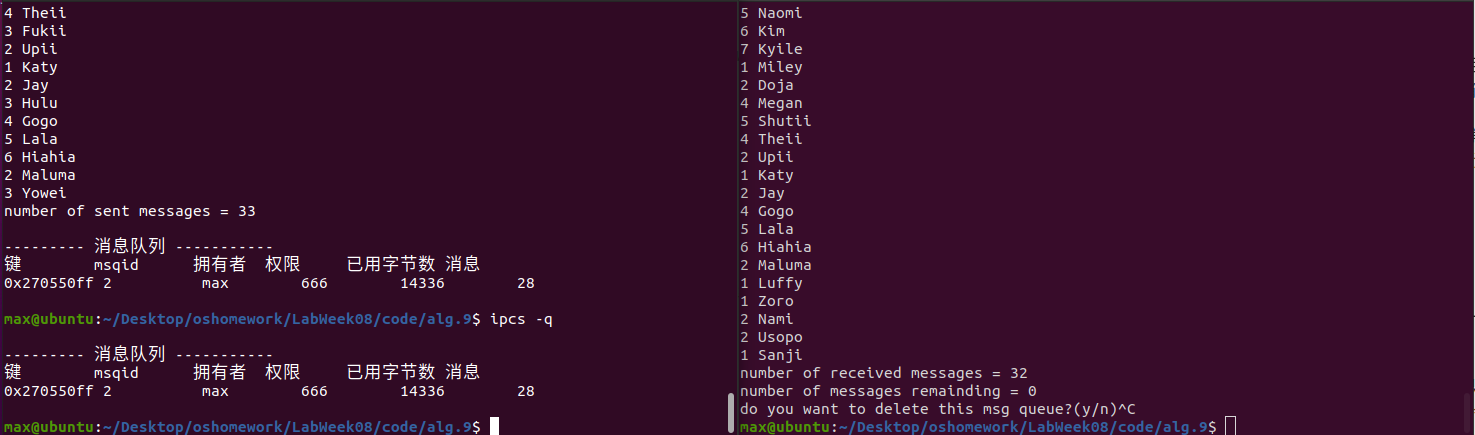 4 Theii
3 Fukii
2 Upii
1 Katy
2 Jay
3 Hulu
4 Gogo
5 Lala
6 Hiahia
2 Maluma
3 Yowei
number of sent messages = 33
--------- 消息队列 -----------
键        msqid      拥有者  权限     已用字节数 消息
0x270550ff 2          max        666        14336        28
max@ubuntu:~/Desktop/oshomework/LabWeek08/code/alg.9$ ipcs -q
--------- 消息队列 -----------
键        msqid      拥有者  权限     已用字节数 消息
0x270550ff 2          max        666        14336        28
max@ubuntu:~/Desktop/oshomework/LabWeek08/code/alg.9$
5 Naomi
6 Kim
7 Kyile
1 Miley
2 Doja
4 Megan
5 Shutii
4 Theii
2 Upii
1 Katy
2 Jay
4 Gogo
5 Lala
6 Hiahia
2 Maluma
1 Luffy
1 Zoro
2 Nami
2 Usopo
1 Sanji
number of received messages = 32
number of messages remainding = 0
do you want to delete this msg queue?(y/n)^C
max@ubuntu:~/Desktop/oshomework/LabWeek08/code/alg.9$